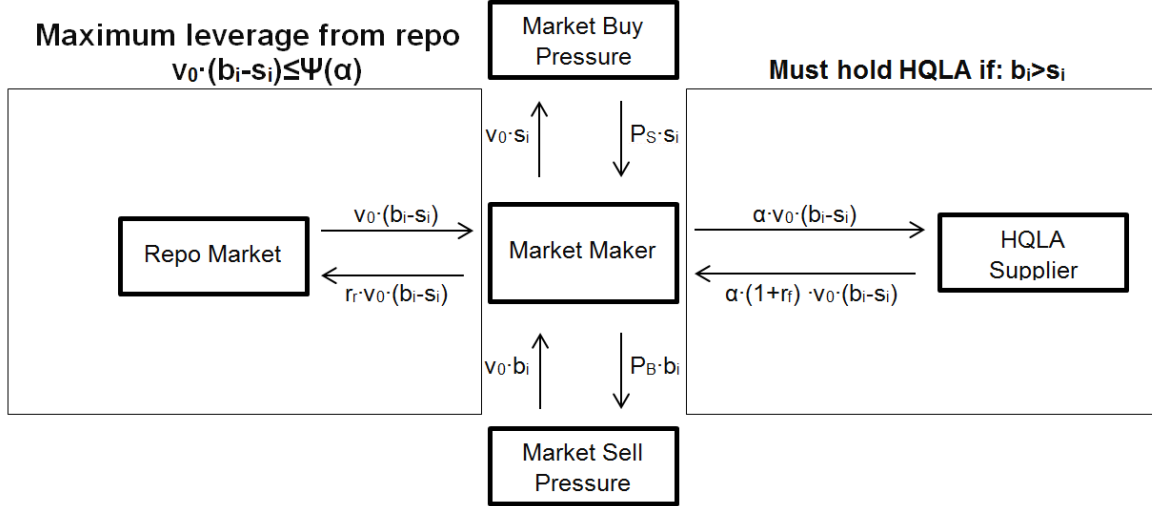 Maximum leverage from repo
v₀·(bᵢ-sᵢ)≤Ψ(α)
Market Buy
Pressure
Must hold HQLA if: bᵢ>sᵢ
v₀·sᵢ
Pₛ·sᵢ
Repo Market
v₀·(bᵢ-sᵢ)
rᵣ·v₀·(bᵢ-sᵢ)
Market Maker
α·v₀·(bᵢ-sᵢ)
α·(1+r_f) ·v₀·(bᵢ-sᵢ)
HQLA
Supplier
v₀·bᵢ
P_B·bᵢ
Market Sell
Pressure